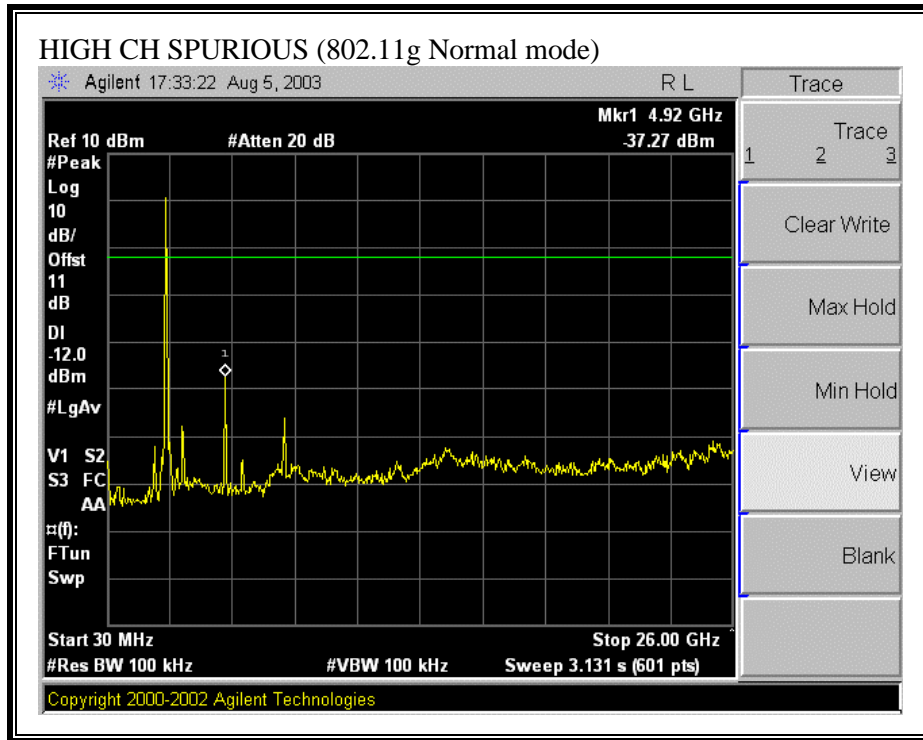 HIGH CH SPURIOUS (802.11g Normal mode)
Agilent 17:33:22 Aug 5, 2003
R L
Trace
Mkr1 4.92 GHz
Ref 10 dBm
#Atten 20 dB
-37.27 dBm
#Peak
Log
10
dB/
Offst
11
dB
DI
-12.0
dBm
#LgAv
V1 S2
S3 FC
AA
¤(f):
FTun
Swp
1
Start 30 MHz
Stop 26.00 GHz
#Res BW 100 kHz
#VBW 100 kHz
Sweep 3.131 s (601 pts)
Copyright 2000-2002 Agilent Technologies
Trace
1 2 3
Clear Write
Max Hold
Min Hold
View
Blank